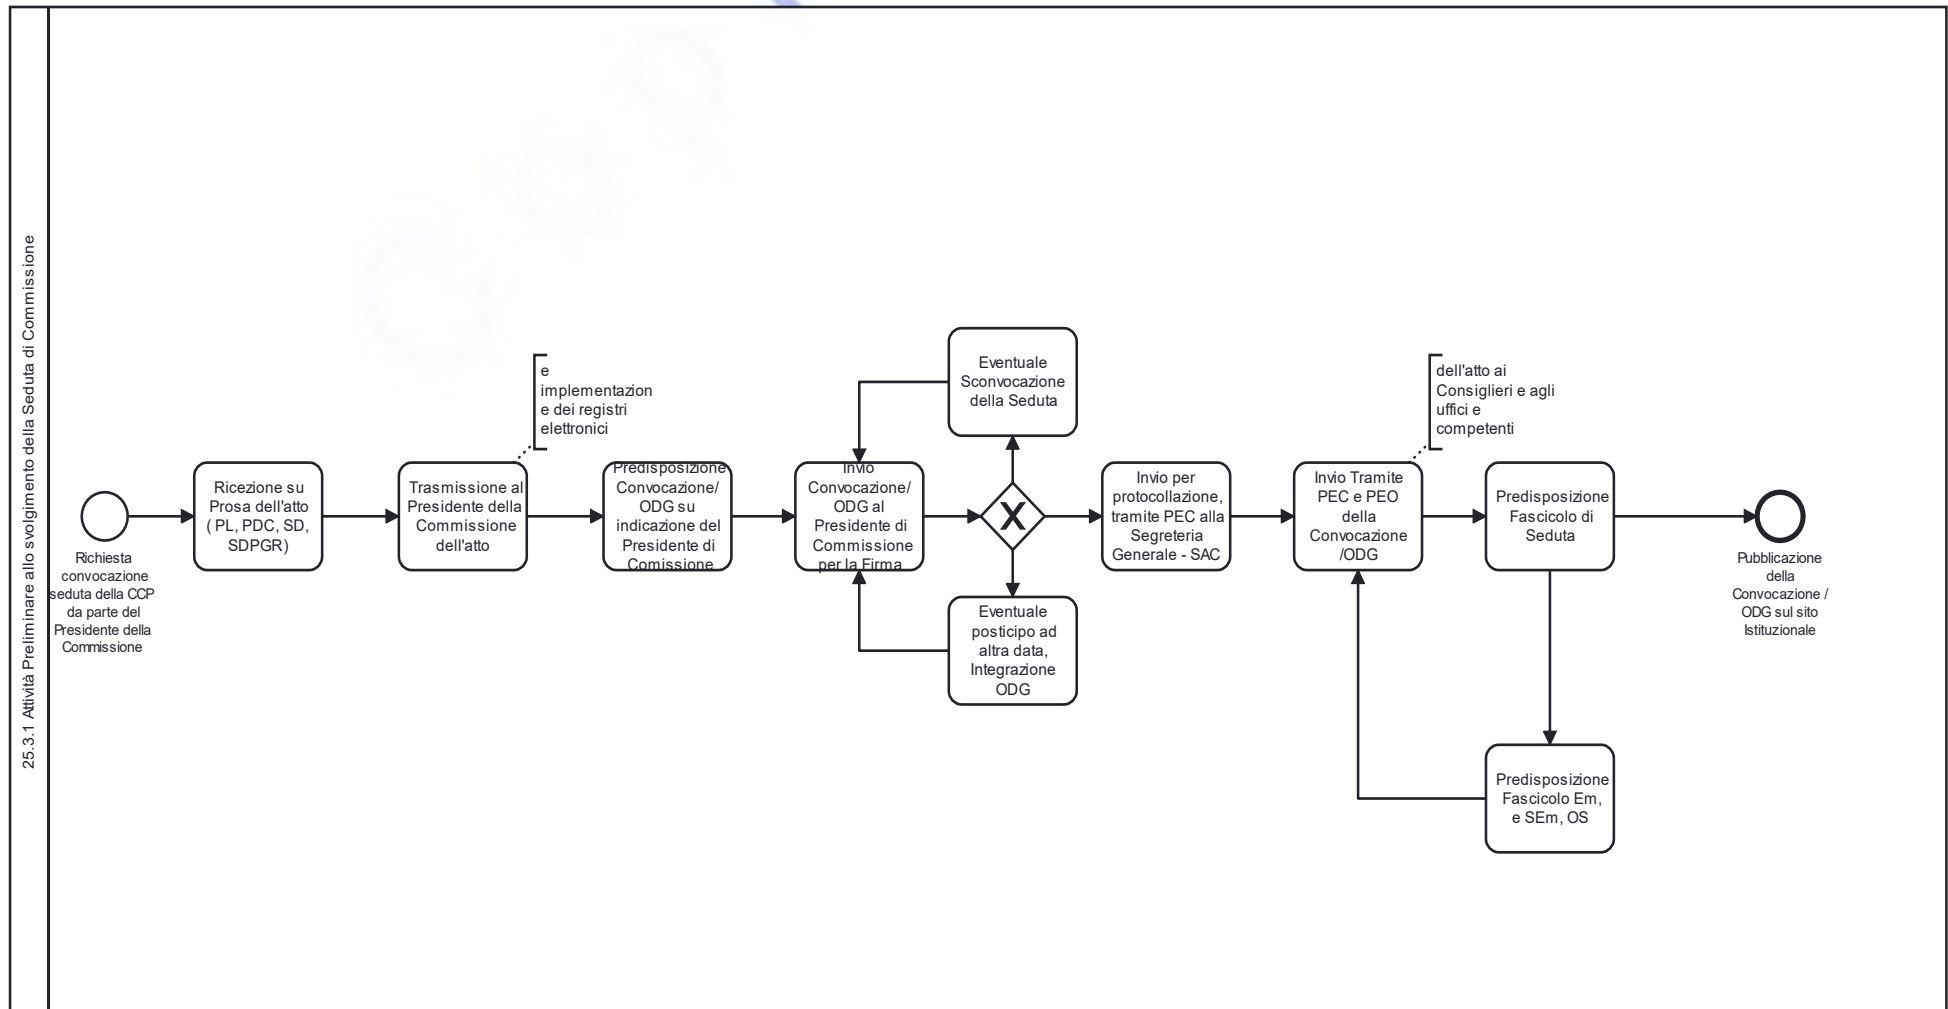 25.3.1 Attività Preliminare allo svolgimento della Seduta di Commissione
Richiesta
convocazione
seduta della CCP
da parte del
Presidente della
Commissione
Ricezione su
Prosa dell'atto
( PL, PDC, SD,
SDPGR)
Trasmissione al
Presidente della
Commissione
dell'atto
e
implementazion
e dei registri
elettronici
Predisposizione
Convocazione/
ODG su
indicazione del
Presidente di
Comissione
Invio
Convocazione/
ODG al
Presidente di
Commissione
per la Firma
Eventuale
Sconvocazione
della Seduta
X
Eventuale
posticipo ad
altra data,
Integrazione
ODG
Invio per
protocollazione,
tramite PEC alla
Segreteria
Generale - SAC
Invio Tramite
PEC e PEO
della
Convocazione
/ODG
dell'atto ai
Consiglieri e agli
uffici e
competenti
Predisposizione
Fascicolo di
Seduta
Predisposizione
Fascicolo Em,
e SEm, OS
Pubblicazione
della
Convocazione /
ODG sul sito
Istituzionale
Cop